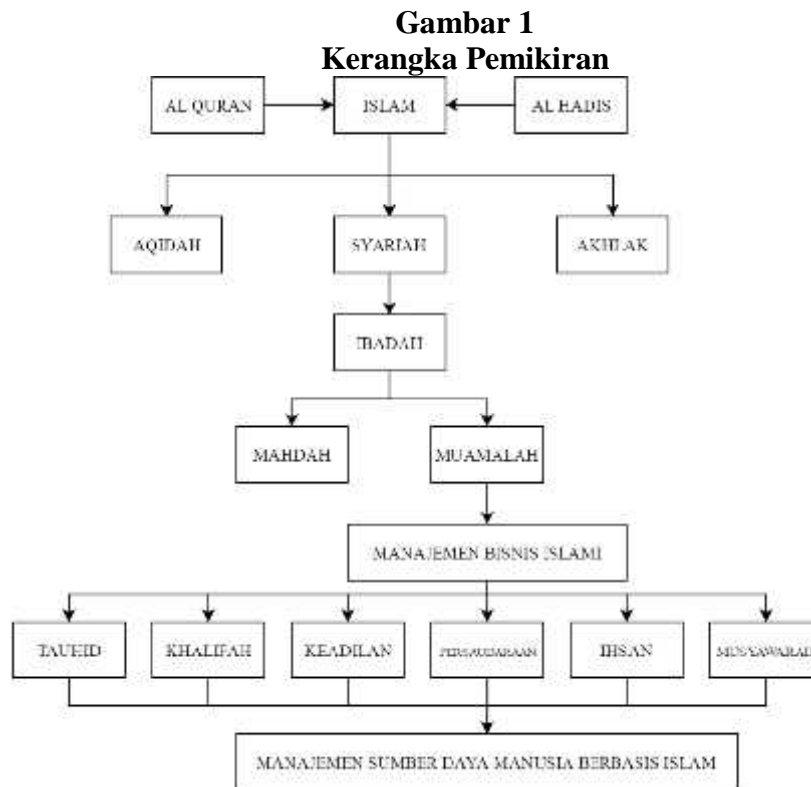 Gambar 1
Kerangka Pemikiran
AL QURAN
ISLAM
AL HADIS
AQIDAH
SYARIAH
AKHLAK
IBADAH
MAHDAH
MUAMALAH
MANAJEMEN BISNIS ISLAMI
TAUHID
KHALIFAH
KEADILAN
PERSAUDARAAN
IHSAN
MUSYAWARAH
MANAJEMEN SUMBER DAYA MANUSIA BERBASIS ISLAM